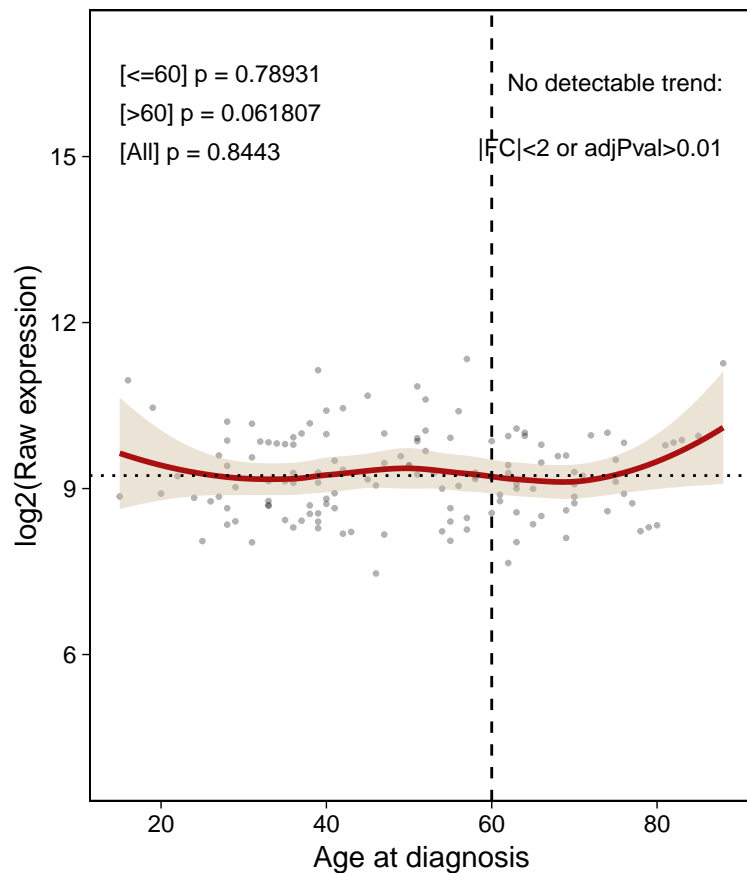 [<=60] p = 0.78931
[>60] p = 0.061807
[All] p = 0.8443
No detectable trend:
|FC|<2 or adjPval>0.01
log2(Raw expression)
15
12
9
6
20
40
60
80
Age at diagnosis